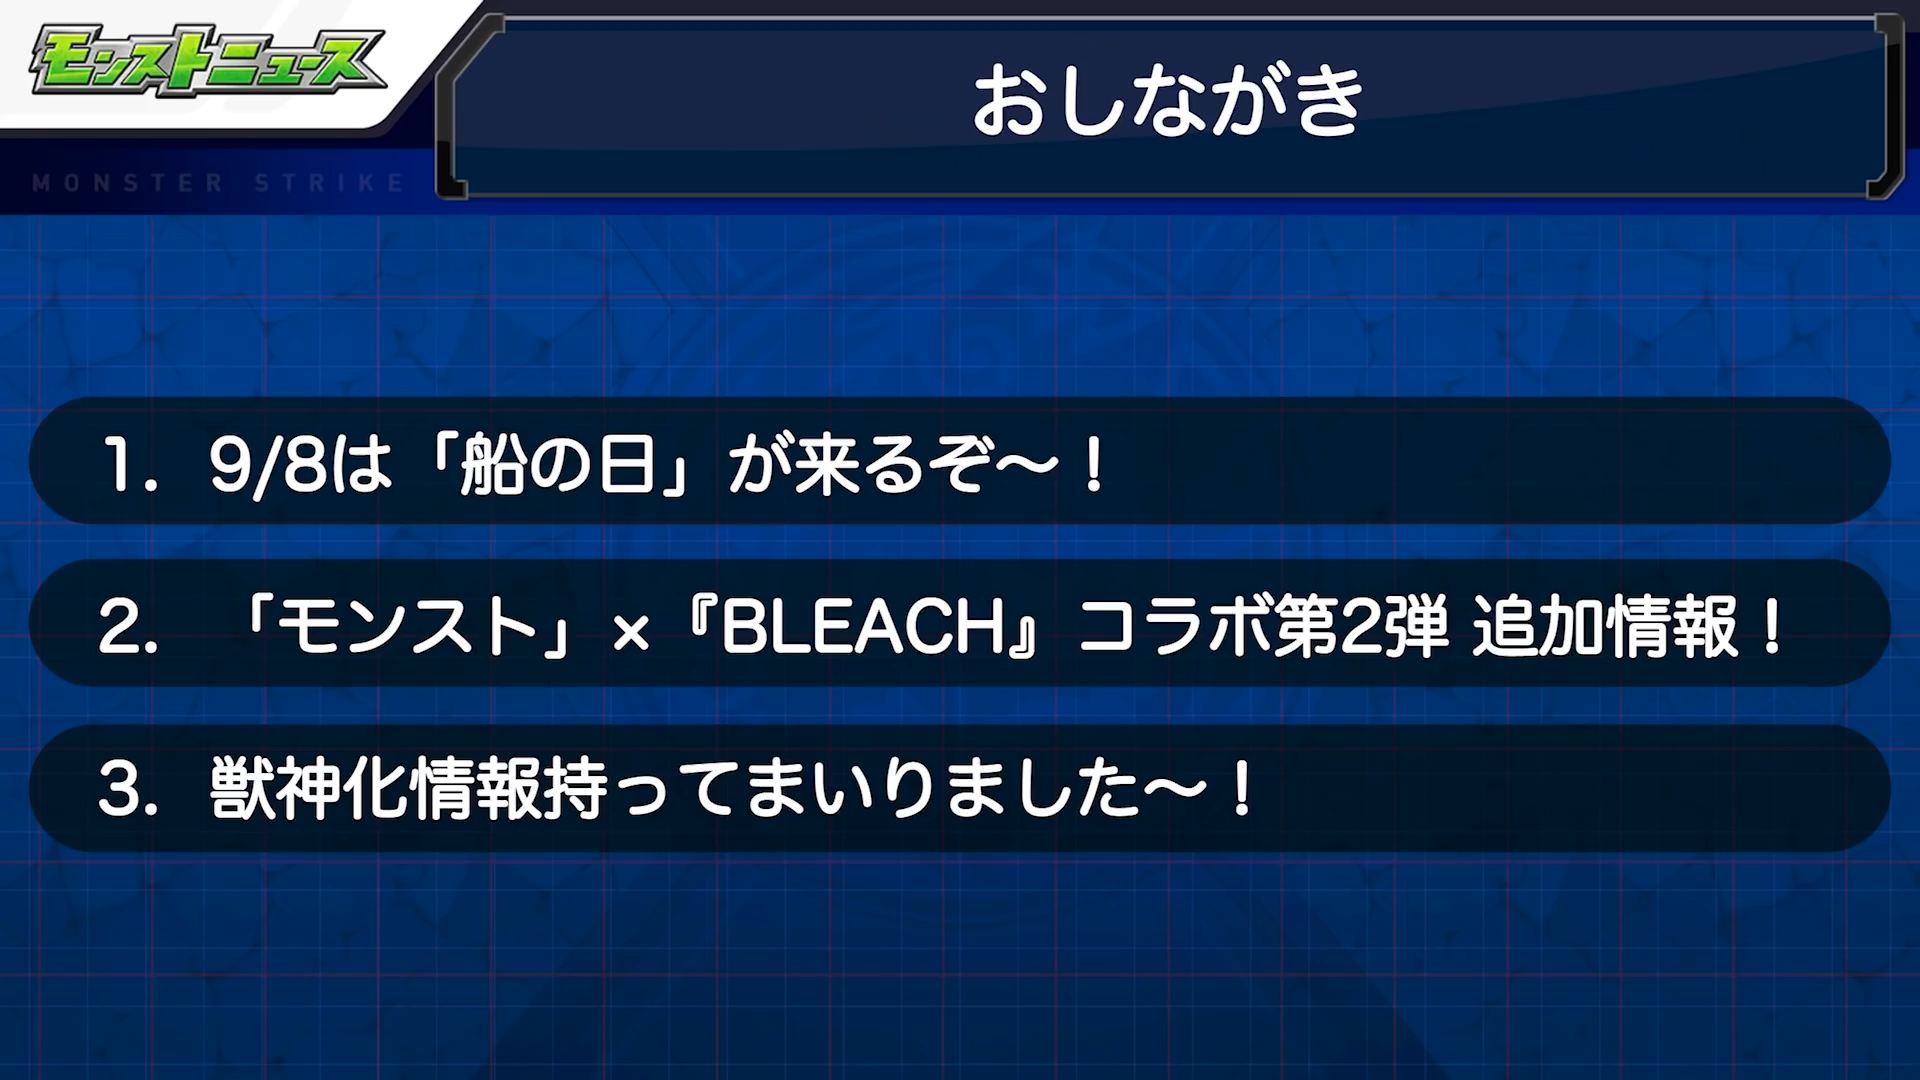 モンストニュース
おしながき
MONSTER STRIKE
1. 9/8は「船の日」が来るぞ〜！
2. 「モンスト」×『BLEACH』コラボ第2弾 追加情報！
3. 獣神化情報持ってまいりました〜！